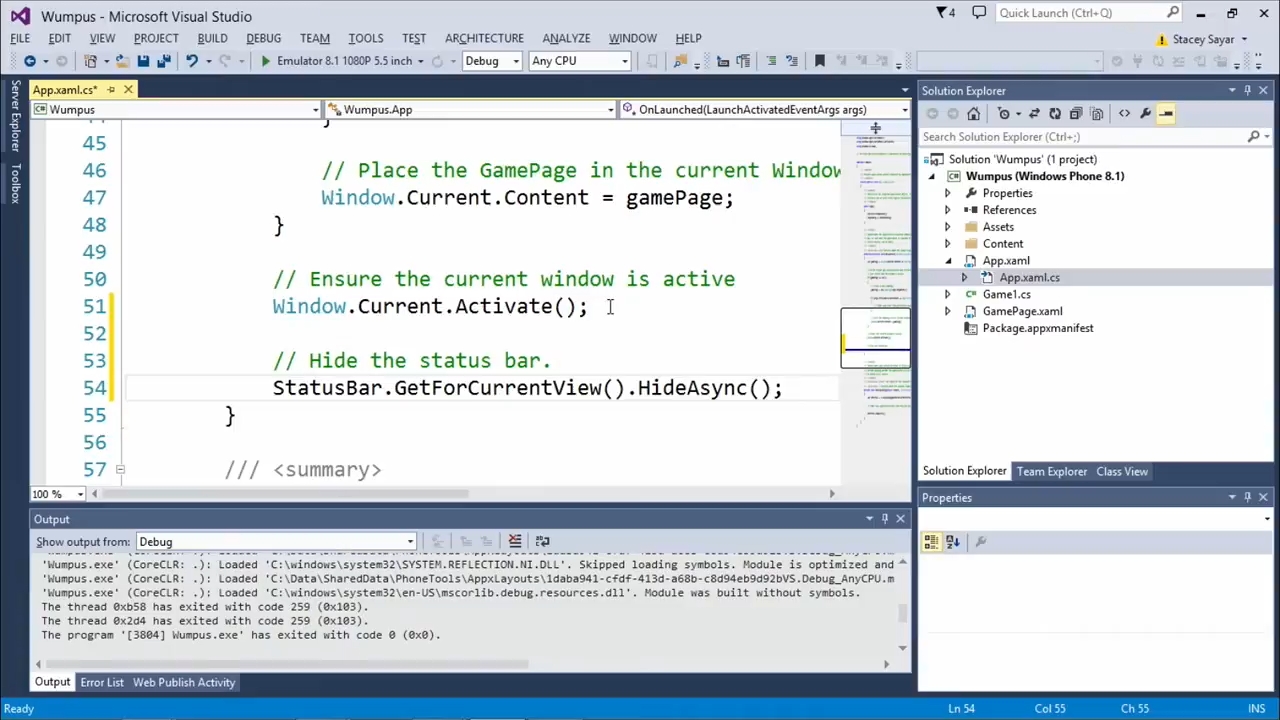 Wumpus - Microsoft Visual Studio
4
Quick Launch (Ctrl+Q)
FILE EDIT VIEW PROJECT BUILD DEBUG TEAM TOOLS TEST ARCHITECTURE ANALYZE WINDOW HELP
Stacey Sayar
Emulator 8.1 1080P 5.5 inch Debug Any CPU
Server Explorer
Toolbox
App.xaml.cs*
Wumpus Wumpus.App OnLaunched(LaunchActivatedEventArgs args)
45
46 // Place the GamePage in the current Window
47 Window.Current.Content = gamePage;
48 }
49
50 // Ensure the current window is active
51 Window.Current.Activate();
52
53 // Hide the status bar.
54 StatusBar.GetForCurrentView().HideAsync();
55 }
56
57 /// <summary>
100 %
Solution Explorer
Search Solution Explorer (Ctrl+;)
Solution 'Wumpus' (1 project)
Wumpus (Windows Phone 8.1)
Properties
References
Assets
Content
App.xaml
App.xaml.cs
Game1.cs
GamePage.xaml
Package.appxmanifest
Solution Explorer Team Explorer Class View
Properties
Output
Show output from: Debug
'Wumpus.exe' (CoreCLR: .): Loaded 'C:\windows\system32\SYSTEM.REFLECTION.NI.DLL'. Skipped loading symbols. Module is optimized and
'Wumpus.exe' (CoreCLR: .): Loaded 'C:\Data\SharedData\PhoneTools\AppxLayouts\1daba941-cfdf-413d-a68b-c8d94eb9d92bVS.Debug_AnyCPU.m
'Wumpus.exe' (CoreCLR: .): Loaded 'C:\windows\system32\en-US\mscorlib.debug.resources.dll'. Module was built without symbols.
The thread 0xb58 has exited with code 259 (0x103).
The thread 0x2d4 has exited with code 259 (0x103).
The program '[3804] Wumpus.exe' has exited with code 0 (0x0).
Output Error List Web Publish Activity
Ready Ln 54 Col 55 Ch 55 INS